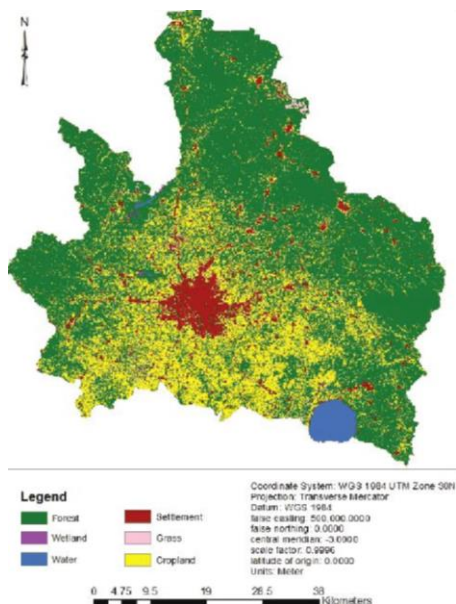 N
Legend
Forest
Wetland
Water
Settlement
Grass
Cropland
Coordinate System: WGS 1984 UTM Zone 30N
Projection: Transverse Mercator
Datum: WGS 1984
false easting: 500,000.0000
false northing: 0.0000
central meridian: -3.0000
scale factor: 0.9996
latitude of origin: 0.0000
Units: Meter
0 4.75 9.5 19 28.5 38
Kilometers